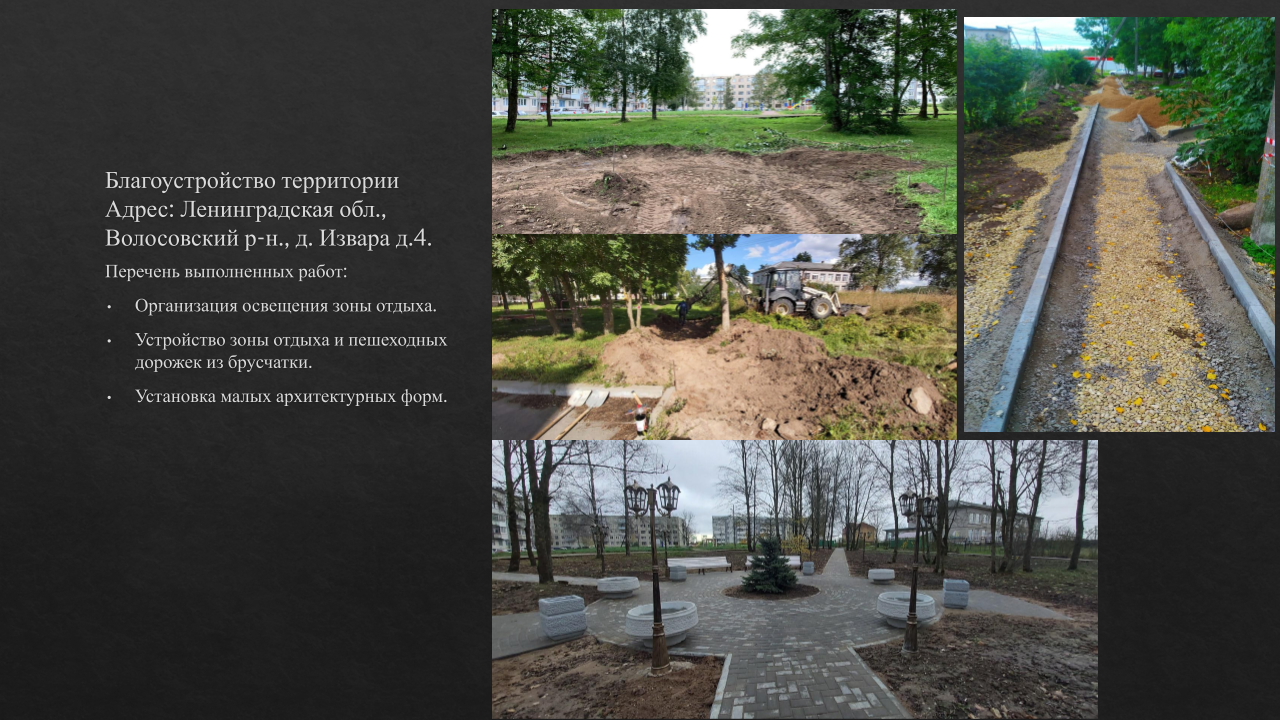 Благоустройство территории
Адрес: Ленинградская обл.,
Волосовский р-н., д. Извара д.4.
Перечень выполненных работ:
• Организация освещения зоны отдыха.
• Устройство зоны отдыха и пешеходных
дорожек из брусчатки.
• Установка малых архитектурных форм.